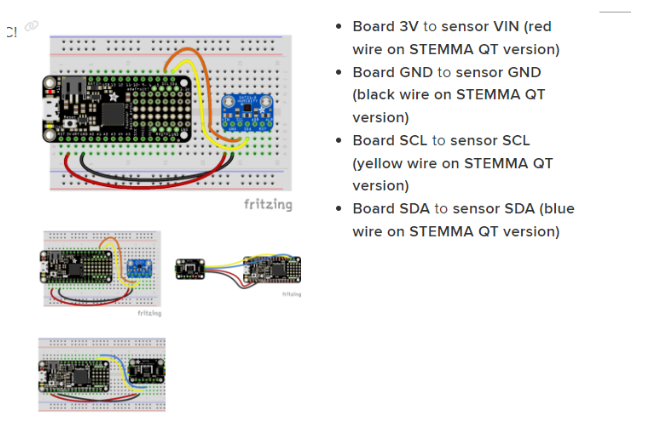 C!
Board 3V to sensor VIN (red
wire on STEMMA QT version)
Board GND to sensor GND
(black wire on STEMMA QT
version)
Board SCL to sensor SCL
(yellow wire on STEMMA QT
version)
Board SDA to sensor SDA (blue
wire on STEMMA QT version)
fritzing
fritzing
fritzing